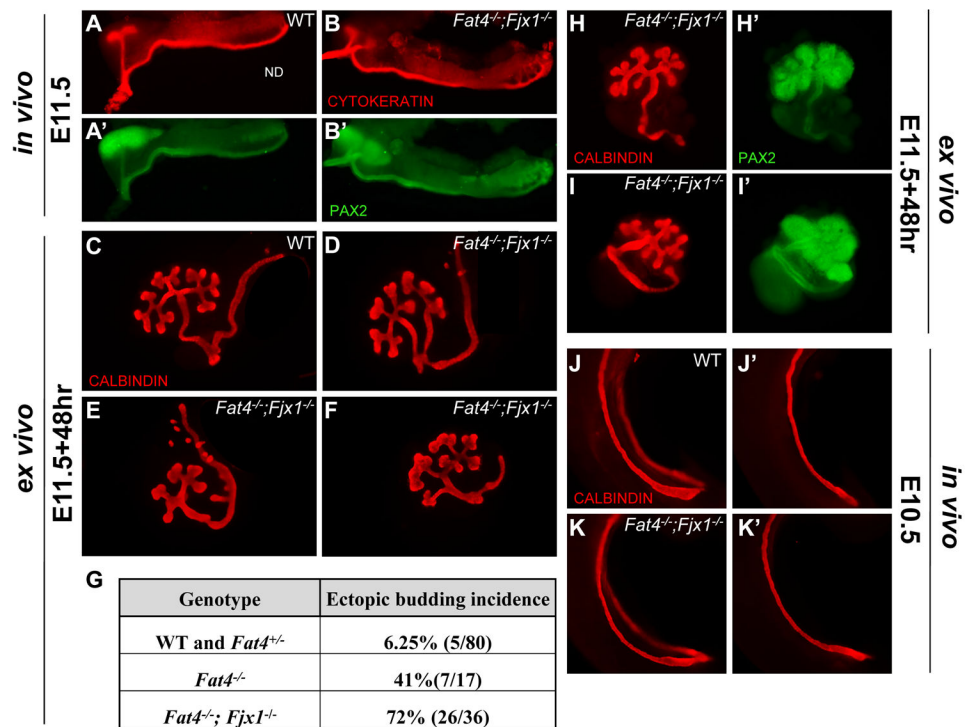 in vivo
E11.5
A
WT
ND
B
Fat4-/-;Fjx1-/-
CYTOKERATIN
A’
B’
PAX2
ex vivo
E11.5+48hr
C
WT
CALBINDIN
D
Fat4-/-;Fjx1-/-
E
Fat4-/-;Fjx1-/-
F
Fat4-/-;Fjx1-/-
G
Genotype Ectopic budding incidence
WT and Fat4+/- 6.25% (5/80)
Fat4-/- 41%(7/17)
Fat4-/-; Fjx1-/- 72% (26/36)
H
Fat4-/-;Fjx1-/-
CALBINDIN
H’
PAX2
I
Fat4-/-;Fjx1-/-
I’
ex vivo
E11.5+48hr
J
WT
CALBINDIN
J’
K
Fat4-/-;Fjx1-/-
K’
in vivo
E10.5